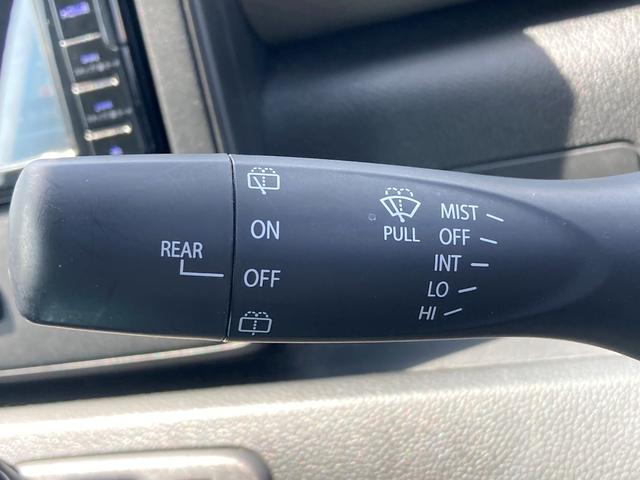 REAR
ON
OFF
PULL
MIST
OFF
INT
LO
HI